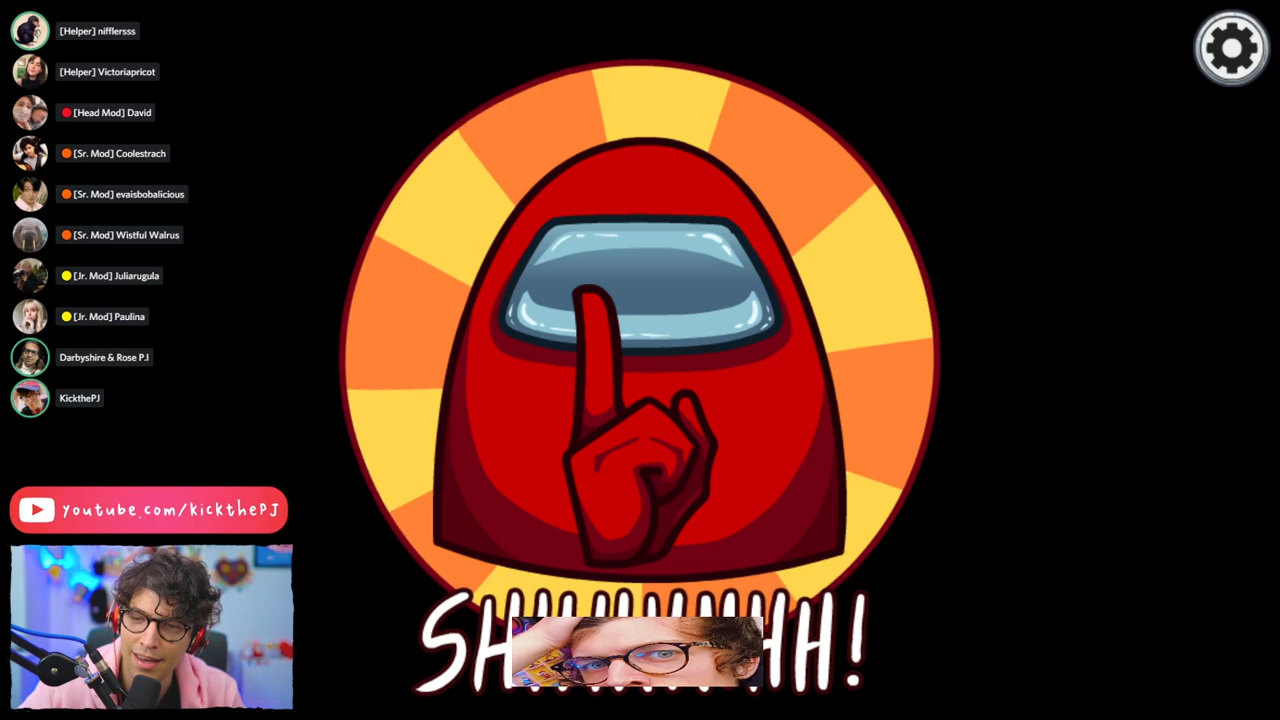 [Helper] nifflersss
[Helper] Victoriapricot
[Head Mod] David
[Sr. Mod] Coolestrach
[Sr. Mod] evaisbobalicious
[Sr. Mod] Wistful Walrus
[Jr. Mod] Juliarugula
[Jr. Mod] Paulina
Darbyshire & Rose P.I
KickthePJ
youtube.com/kickthePJ
SHHHHHHH!